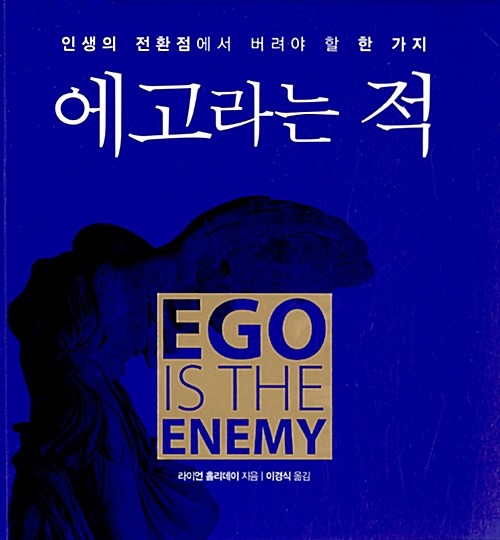 인생의 전환점에서 버려야 할 한 가지
에고라는 적
EGO
IS THE
ENEMY
라이언 홀리데이 지음 | 이경식 옮김